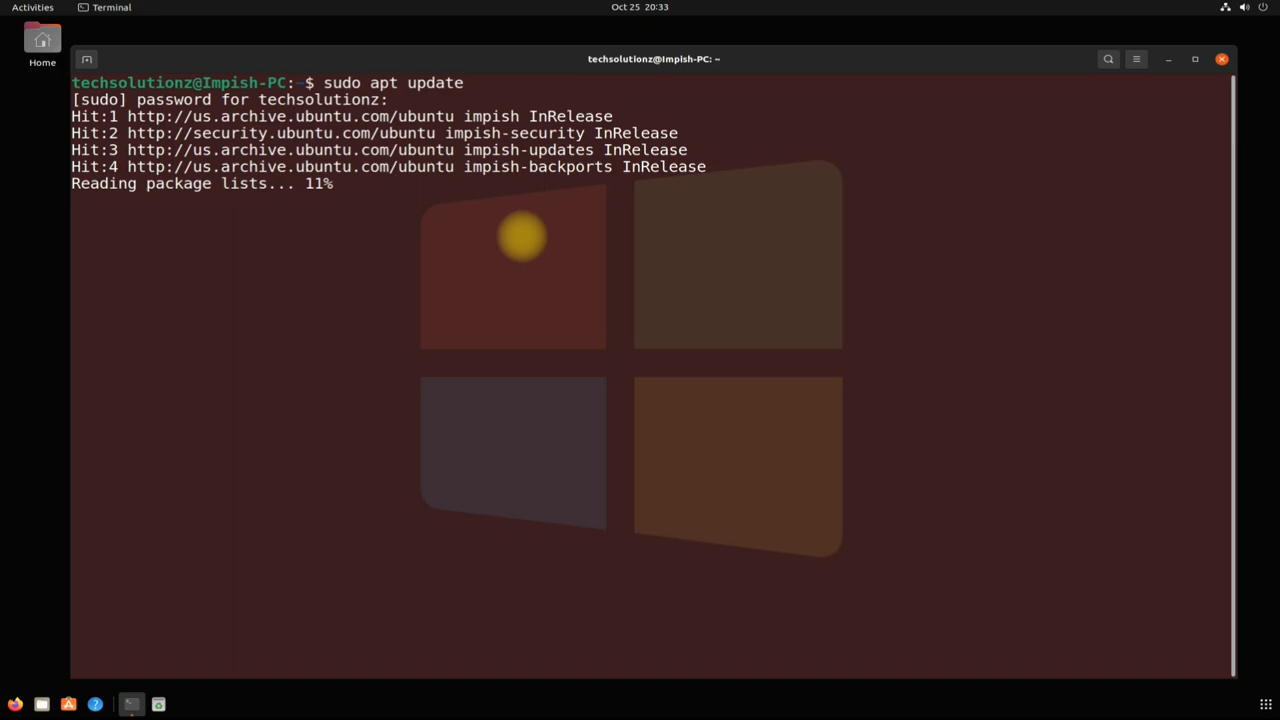 Activities
Terminal
Oct 25 20:33
Home
techsolutionz@Impish-PC: ~
techsolutionz@Impish-PC:~$ sudo apt update
[sudo] password for techsolutionz:
Hit:1 http://us.archive.ubuntu.com/ubuntu impish InRelease
Hit:2 http://security.ubuntu.com/ubuntu impish-security InRelease
Hit:3 http://us.archive.ubuntu.com/ubuntu impish-updates InRelease
Hit:4 http://us.archive.ubuntu.com/ubuntu impish-backports InRelease
Reading package lists... 11%